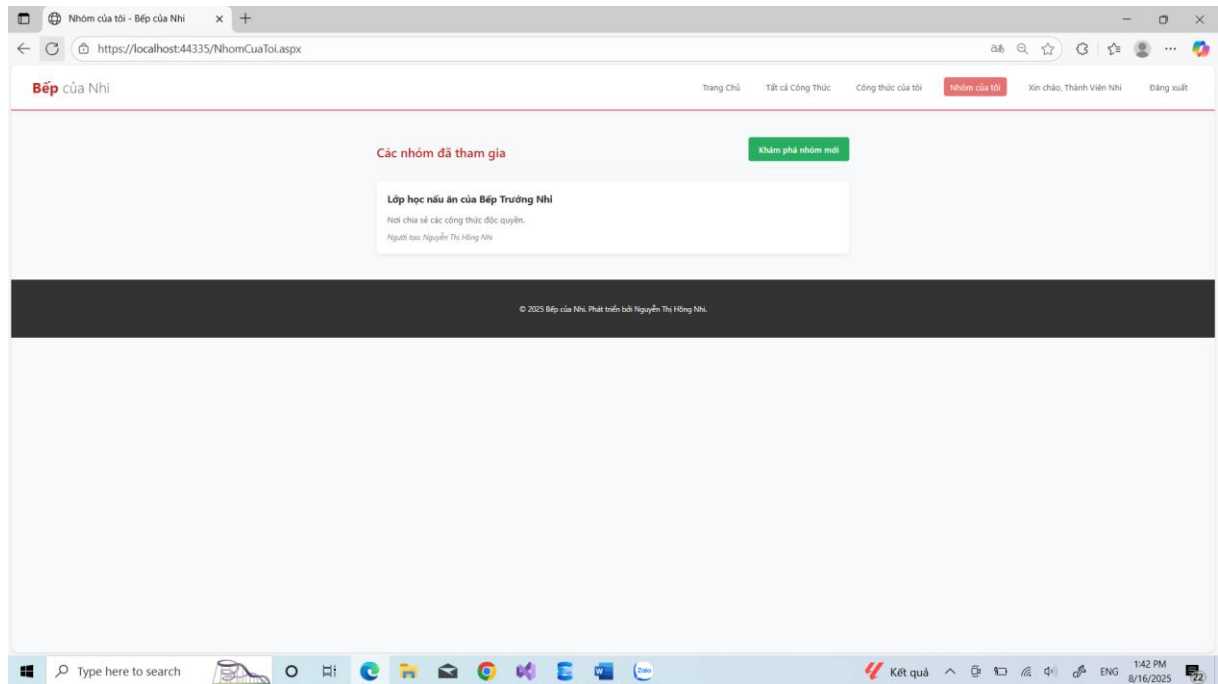 Nhóm của tôi - Bếp của Nhi
https://localhost:44335/NhomCuaToi.aspx
Bếp của Nhi
Trang Chủ
Tất cả Công Thức
Công thức của tôi
Nhóm của tôi
Xin chào, Thành Viên Nhi
Đăng xuất
Các nhóm đã tham gia
Khám phá nhóm mới
Lớp học nấu ăn của Bếp Trưởng Nhi
Nơi chia sẻ các công thức độc quyền.
Người tạo: Nguyễn Thị Hồng Nhi
© 2025 Bếp của Nhi. Phát triển bởi Nguyễn Thị Hồng Nhi.
Type here to search
Zalo
Kết quả
ENG
1:42 PM
8/16/2025
22